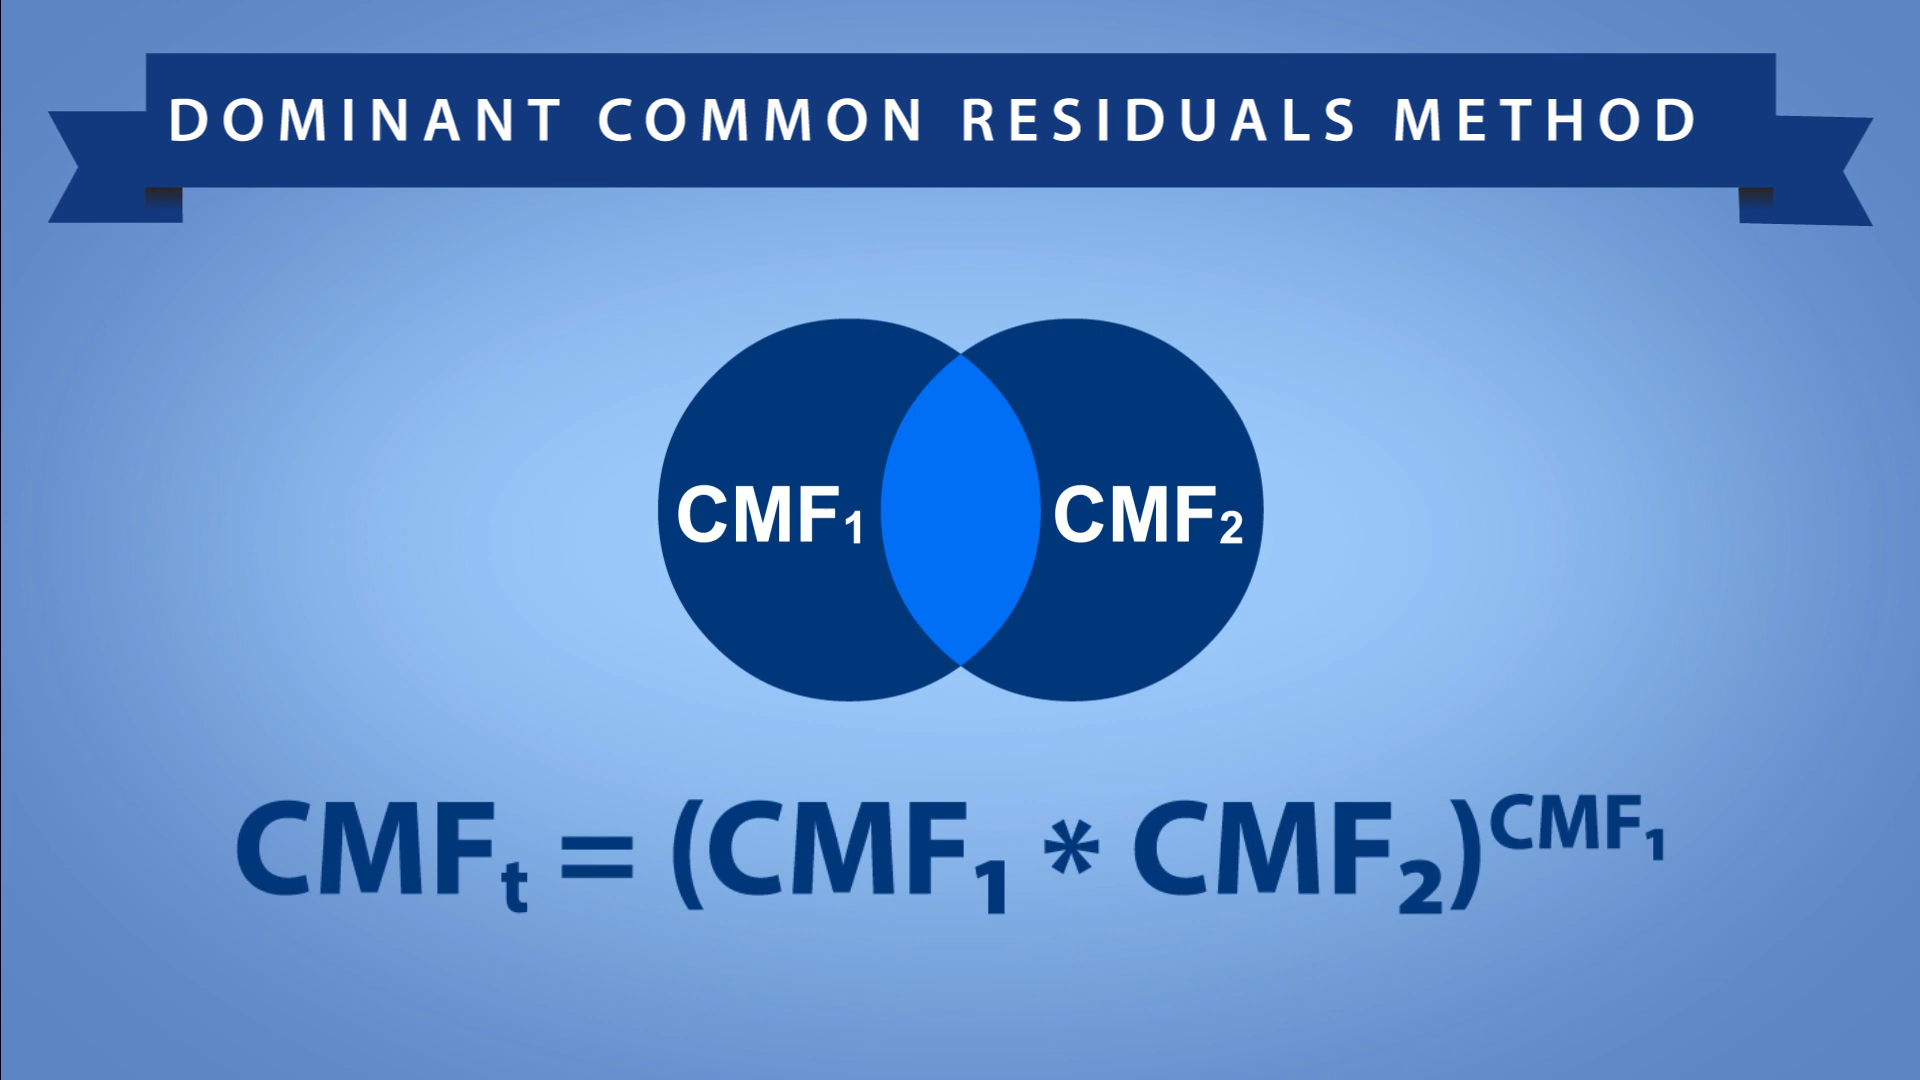 DOMINANT COMMON RESIDUALS METHOD
CMF₁ CMF₂
CMFₜ = (CMF₁ * CMF₂)^CMF₁